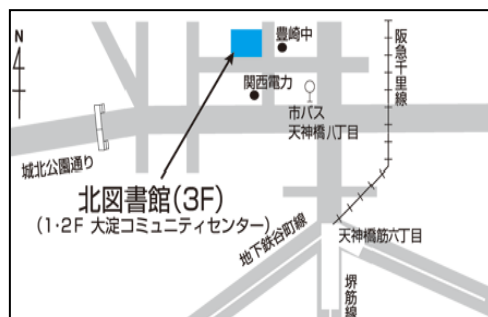 N
豊崎中
阪急千里線
関西電力
市バス
天神橋八丁目
城北公園通り
北図書館(3F)
(1・2F 大淀コミュニティセンター)
地下鉄谷町線
天神橋筋六丁目
堺筋線